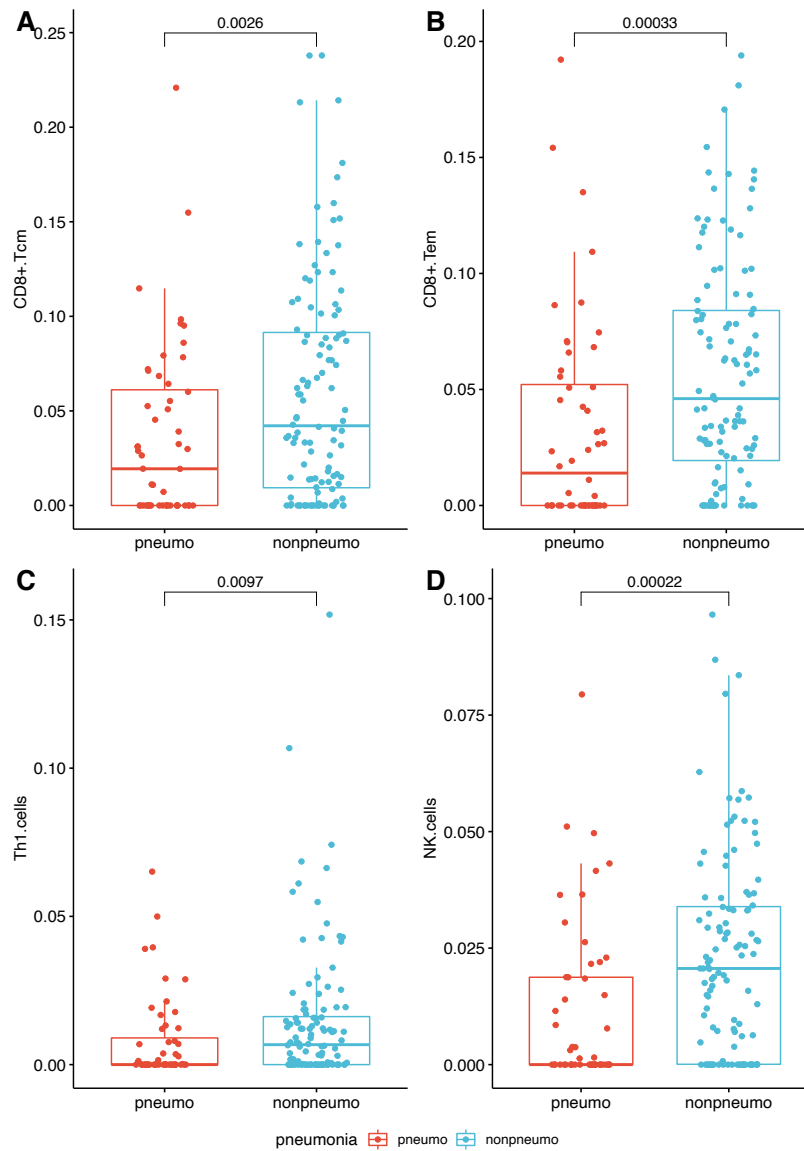 A
0.0026
0.25
0.20
0.15
0.10
0.05
0.00
CD8+.Tcm
pneumo
nonpneumo
B
0.00033
0.20
0.15
0.10
0.05
0.00
CD8+.Tem
pneumo
nonpneumo
C
0.0097
0.15
0.10
0.05
0.00
Th1.cells
pneumo
nonpneumo
D
0.00022
0.100
0.075
0.050
0.025
0.000
NK.cells
pneumo
nonpneumo
pneumonia pneumo nonpneumo